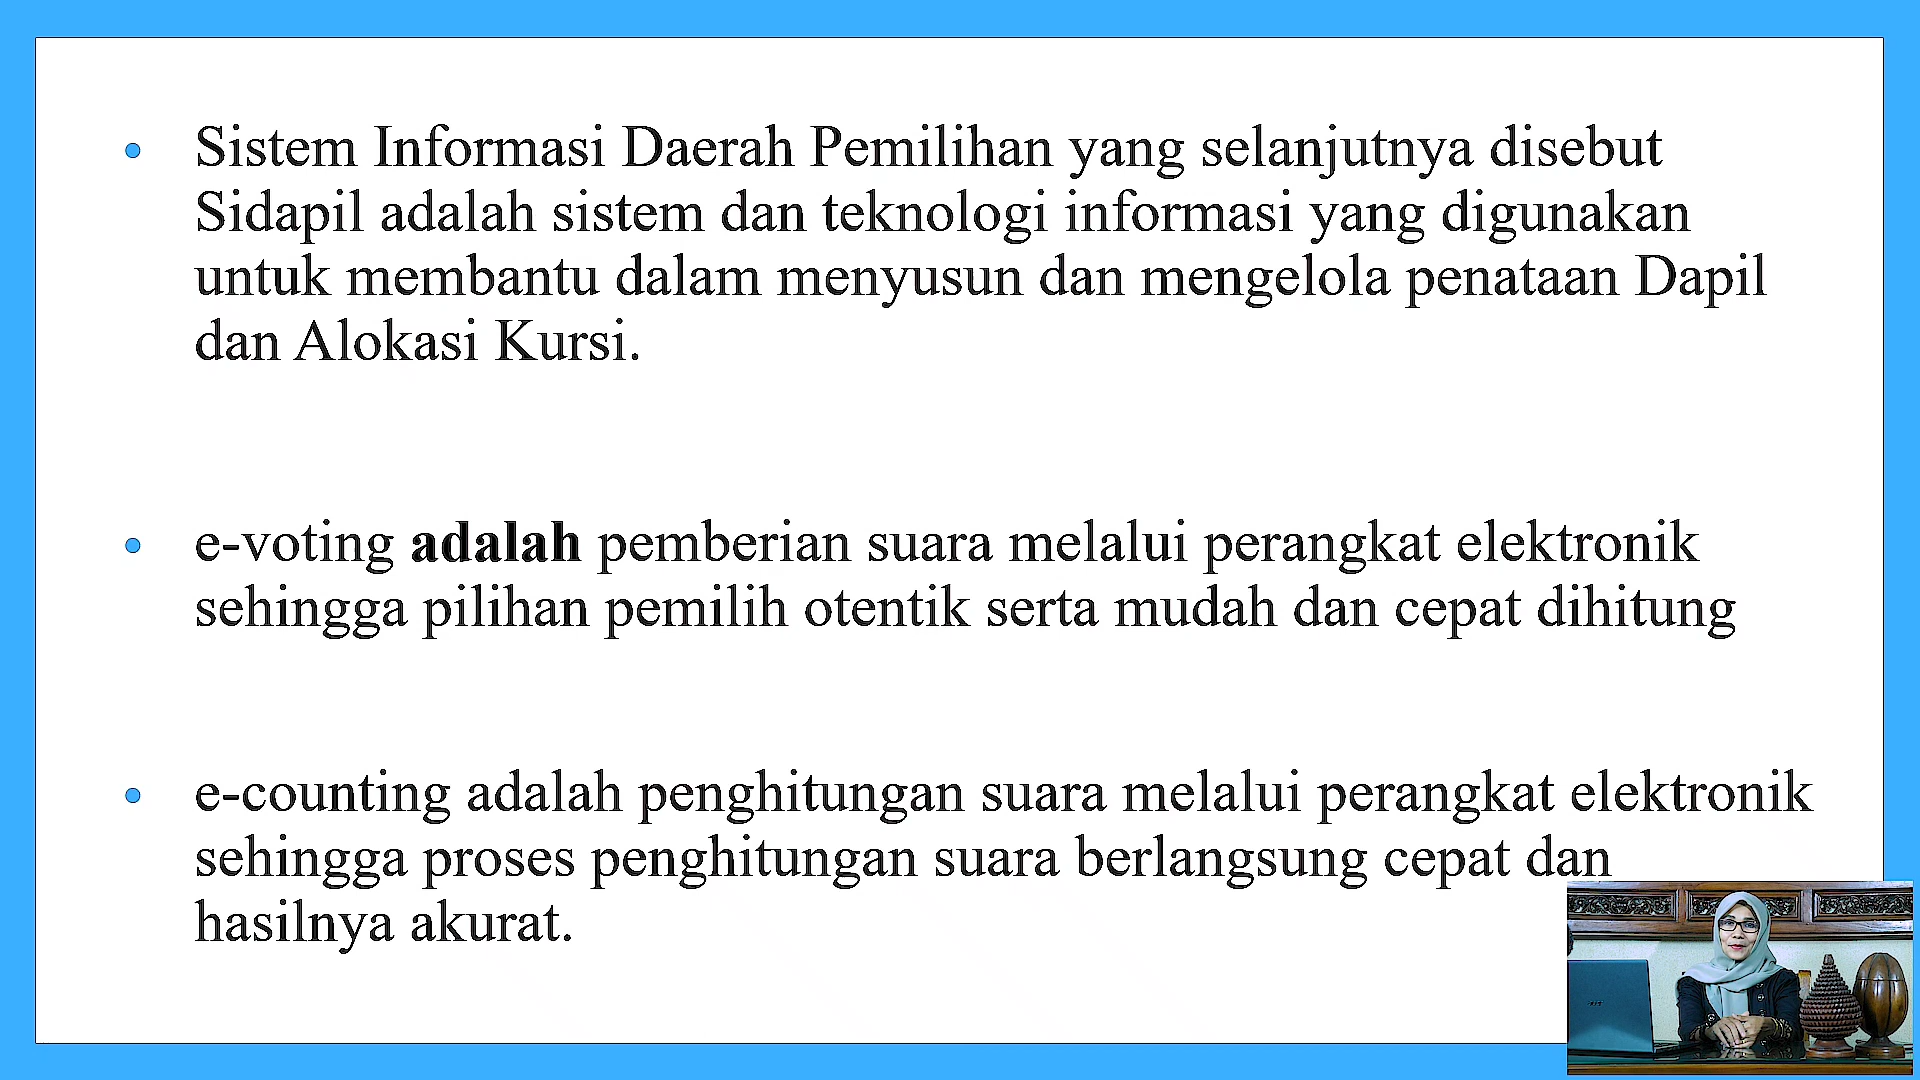 Sistem Informasi Daerah Pemilihan yang selanjutnya disebut
Sidapil adalah sistem dan teknologi informasi yang digunakan
untuk membantu dalam menyusun dan mengelola penataan Dapil
dan Alokasi Kursi.
e-voting adalah pemberian suara melalui perangkat elektronik
sehingga pilihan pemilih otentik serta mudah dan cepat dihitung
e-counting adalah penghitungan suara melalui perangkat elektronik
sehingga proses penghitungan suara berlangsung cepat dan
hasilnya akurat.